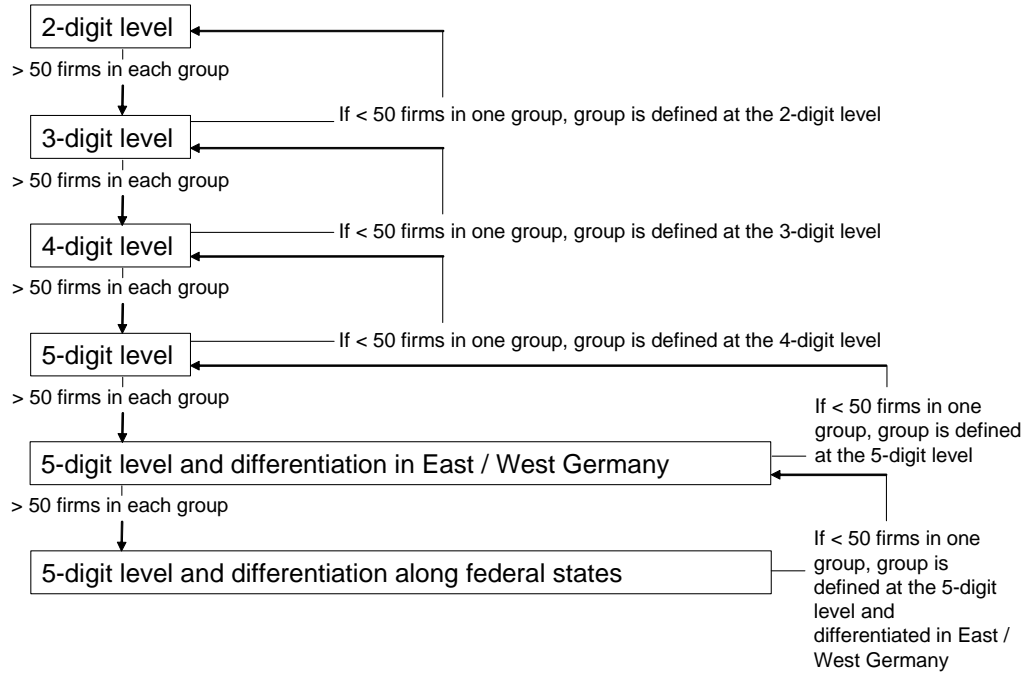 2-digit level
> 50 firms in each group
If < 50 firms in one group, group is defined at the 2-digit level
3-digit level
> 50 firms in each group
If < 50 firms in one group, group is defined at the 3-digit level
4-digit level
> 50 firms in each group
If < 50 firms in one group, group is defined at the 4-digit level
5-digit level
> 50 firms in each group
If < 50 firms in one
group, group is defined
at the 5-digit level
5-digit level and differentiation in East / West Germany
> 50 firms in each group
If < 50 firms in one
group, group is
defined at the 5-digit
level and
differentiated in East /
West Germany
5-digit level and differentiation along federal states